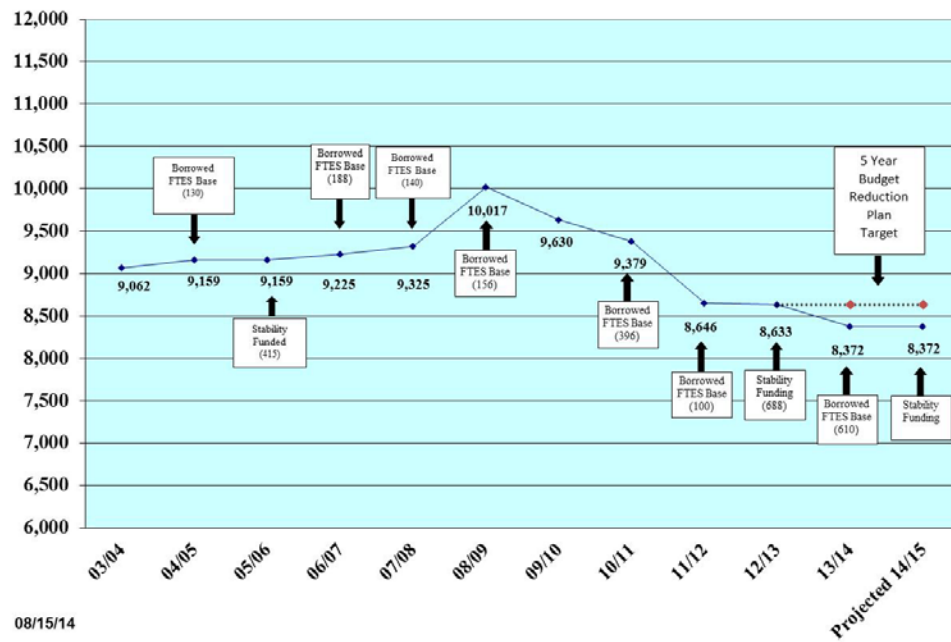 12,000
11,500
11,000
10,500
10,000
9,500
9,000
8,500
8,000
7,500
7,000
6,500
6,000
Borrowed
FTES Base
(130)
Borrowed
FTES Base
(188)
Borrowed
FTES Base
(140)
5 Year
Budget
Reduction
Plan
Target
9,062
9,159
9,159
9,225
9,325
10,017
9,630
9,379
8,646
8,633
8,372
8,372
Stability
Funded
(415)
Borrowed
FTES Base
(156)
Borrowed
FTES Base
(396)
Borrowed
FTES Base
(100)
Stability
Funding
(688)
Borrowed
FTES Base
(610)
Stability
Funding
03/04
04/05
05/06
06/07
07/08
08/09
09/10
10/11
11/12
12/13
13/14
Projected 14/15
08/15/14